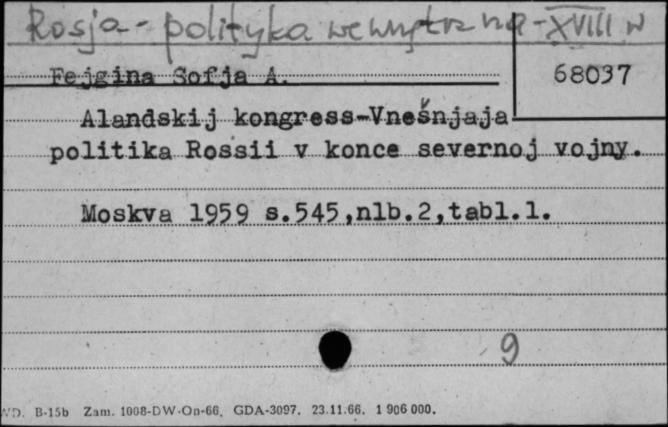 Rosja - polityka wewnętrzna - XVIII w
Fejgina Sofja A.
68037
Alandskij kongress-Vnešnjaja
politika Rossii v konce severnoj vojny.
Moskva 1959 s.545,nlb.2,tabl.1.
9
WD. B-15b Zam. 1008-DW-On-66. GDA-3097. 23.11.66. 1 906 000.